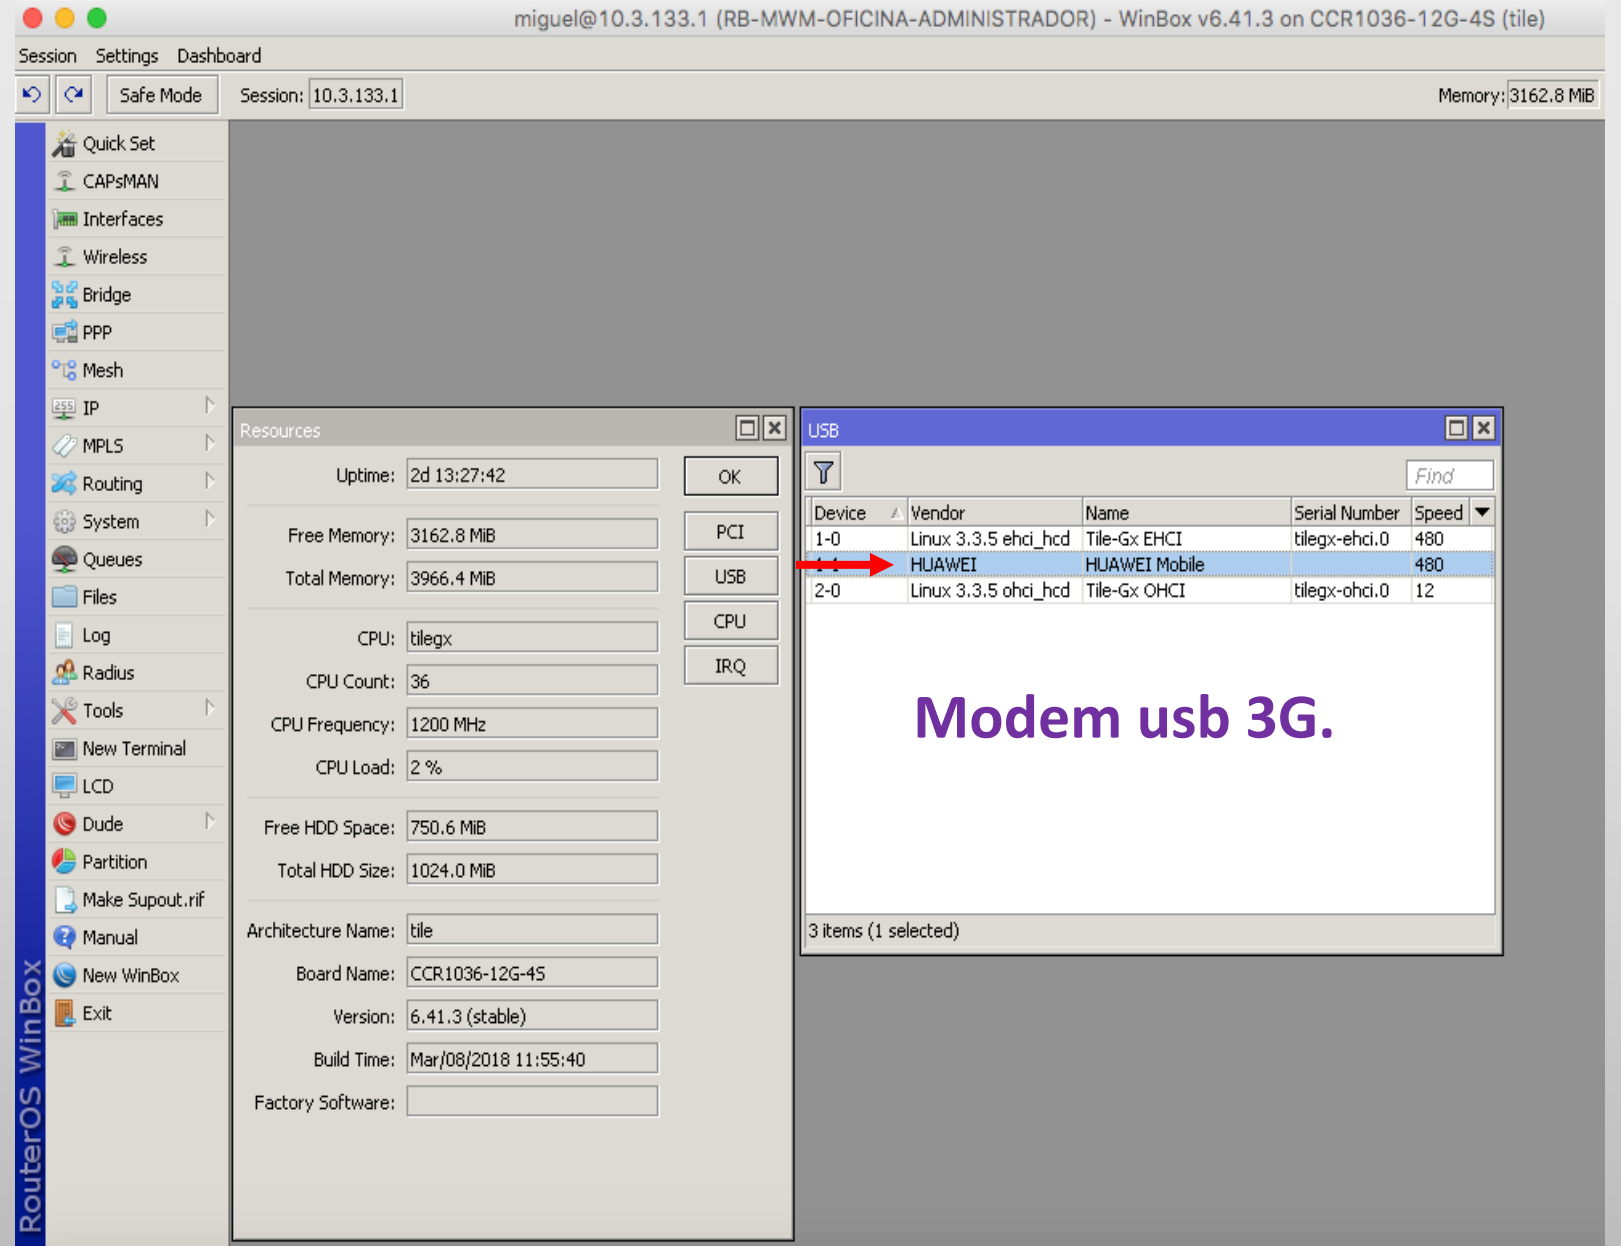 miguel@10.3.133.1 (RB-MWM-OFICINA-ADMINISTRADOR) - WinBox v6.41.3 on CCR1036-12G-4S (tile)
Session Settings Dashboard
Safe Mode Session: 10.3.133.1 Memory: 3162.8 MiB
Quick Set
CAPsMAN
Interfaces
Wireless
Bridge
PPP
Mesh
255 IP
MPLS
Routing
System
Queues
Files
Log
Radius
Tools
New Terminal
LCD
Dude
Partition
Make Supout.rif
Manual
New WinBox
Exit
RouterOS WinBox
Resources
Uptime: 2d 13:27:42
Free Memory: 3162.8 MiB
Total Memory: 3966.4 MiB
CPU: tilegx
CPU Count: 36
CPU Frequency: 1200 MHz
CPU Load: 2 %
Free HDD Space: 750.6 MiB
Total HDD Size: 1024.0 MiB
Architecture Name: tile
Board Name: CCR1036-12G-4S
Version: 6.41.3 (stable)
Build Time: Mar/08/2018 11:55:40
Factory Software:
OK
PCI
USB
CPU
IRQ
USB
Find
Device Vendor Name Serial Number Speed
1-0 Linux 3.3.5 ehci_hcd Tile-Gx EHCI tilegx-ehci.0 480
1-1 HUAWEI HUAWEI Mobile 480
2-0 Linux 3.3.5 ohci_hcd Tile-Gx OHCI tilegx-ohci.0 12
Modem usb 3G.
3 items (1 selected)